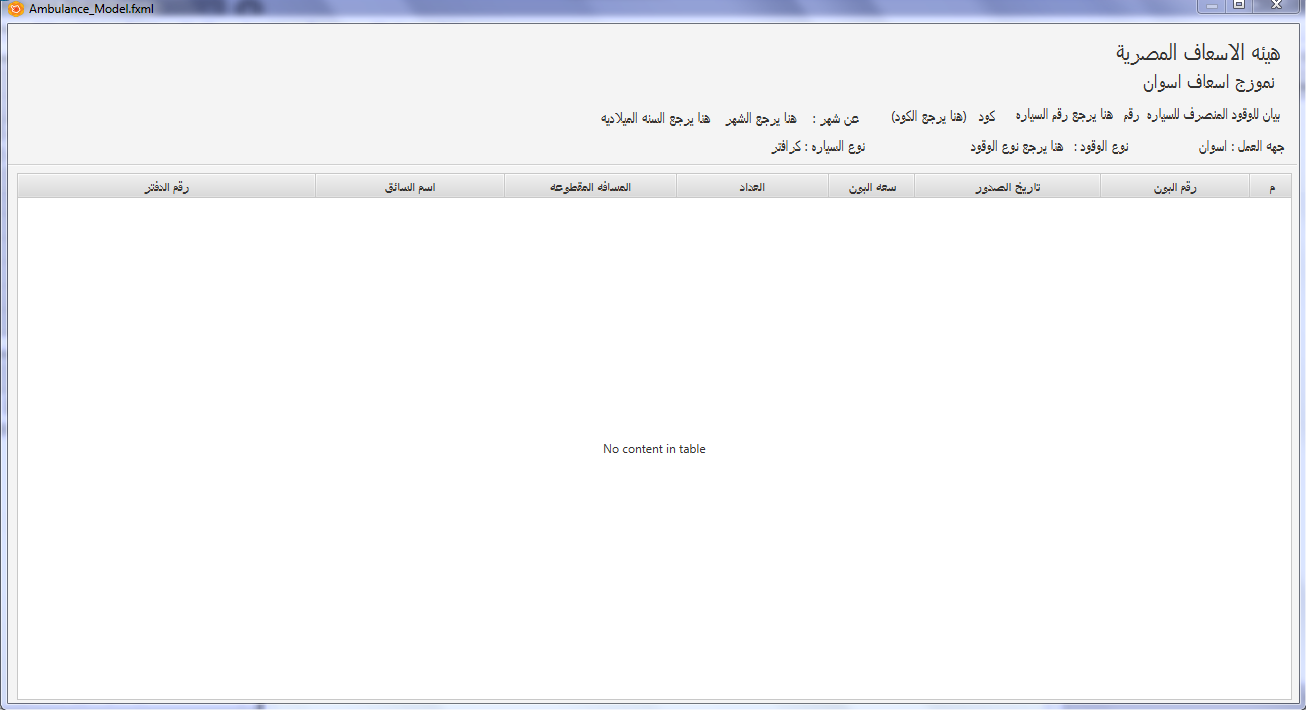 Ambulance_Model.fxml
هيئه الاسعاف المصرية
نموزج اسعاف اسوان
بيان للوقود المنصرف للسياره رقم هنا يرجع رقم السياره كود (هنا يرجع الكود) عن شهر : هنا يرجع الشهر هنا يرجع السنه الميلاديه
جهه العمل : اسوان نوع الوقود : هنا يرجع نوع الوقود نوع السياره : كرافتر
م رقم البون تاريخ الصدور سعه البون العداد المسافه المقطوعه اسم السائق رقم الدفتر
No content in table